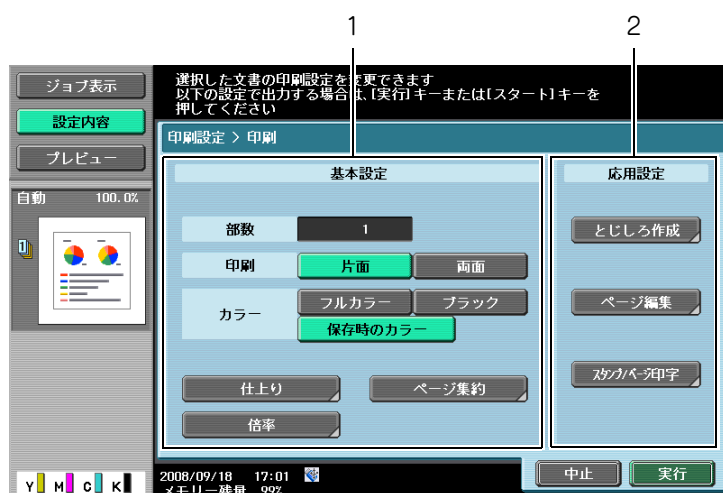 1
2
ジョブ表示
設定内容
プレビュー
自動 100.0%
1
選択した文書の印刷設定を変更できます
以下の設定で出力する場合は、[実行]キーまたは[スタート]キーを
押してください
印刷設定 > 印刷
基本設定
部数 1
印刷 片面 両面
カラー フルカラー ブラック
保存時のカラー
仕上り ページ集約
倍率
応用設定
とじしろ作成
ページ編集
スタンプ/ページ印字
Y M C K
2008/09/18 17:01
メモリー残量 99%
中止 実行